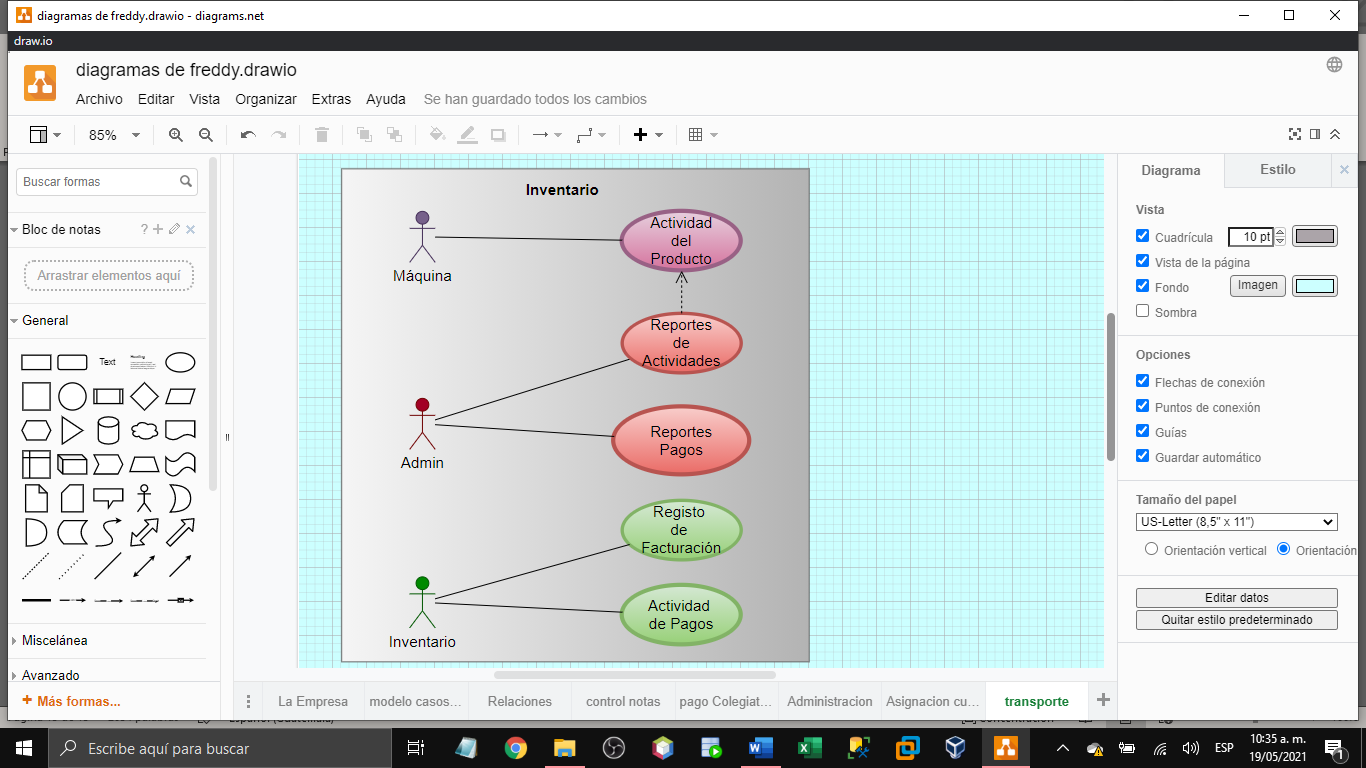 diagramas de freddy.drawio - diagrams.net
draw.io
diagramas de freddy.drawio
Archivo Editar Vista Organizar Extras Ayuda Se han guardado todos los cambios
85%
Buscar formas
Bloc de notas
?
Arrastrar elementos aquí
General
Text
Heading
Miscelánea
Avanzado
+ Más formas...
Inventario
Máquina
Actividad
del
Producto
Reportes
de
Actividades
Admin
Reportes
Pagos
Registo
de
Facturación
Inventario
Actividad
de Pagos
Diagrama Estilo
Vista
Cuadrícula 10 pt
Vista de la página
Fondo Imagen
Sombra
Opciones
Flechas de conexión
Puntos de conexión
Guías
Guardar automático
Tamaño del papel
US-Letter (8,5" x 11")
Orientación vertical Orientación
Editar datos
Quitar estilo predeterminado
La Empresa modelo casos... Relaciones control notas pago Colegiat... Administracion Asignacion cu... transporte
Escribe aquí para buscar
ESP
10:35 a. m.
19/05/2021
1